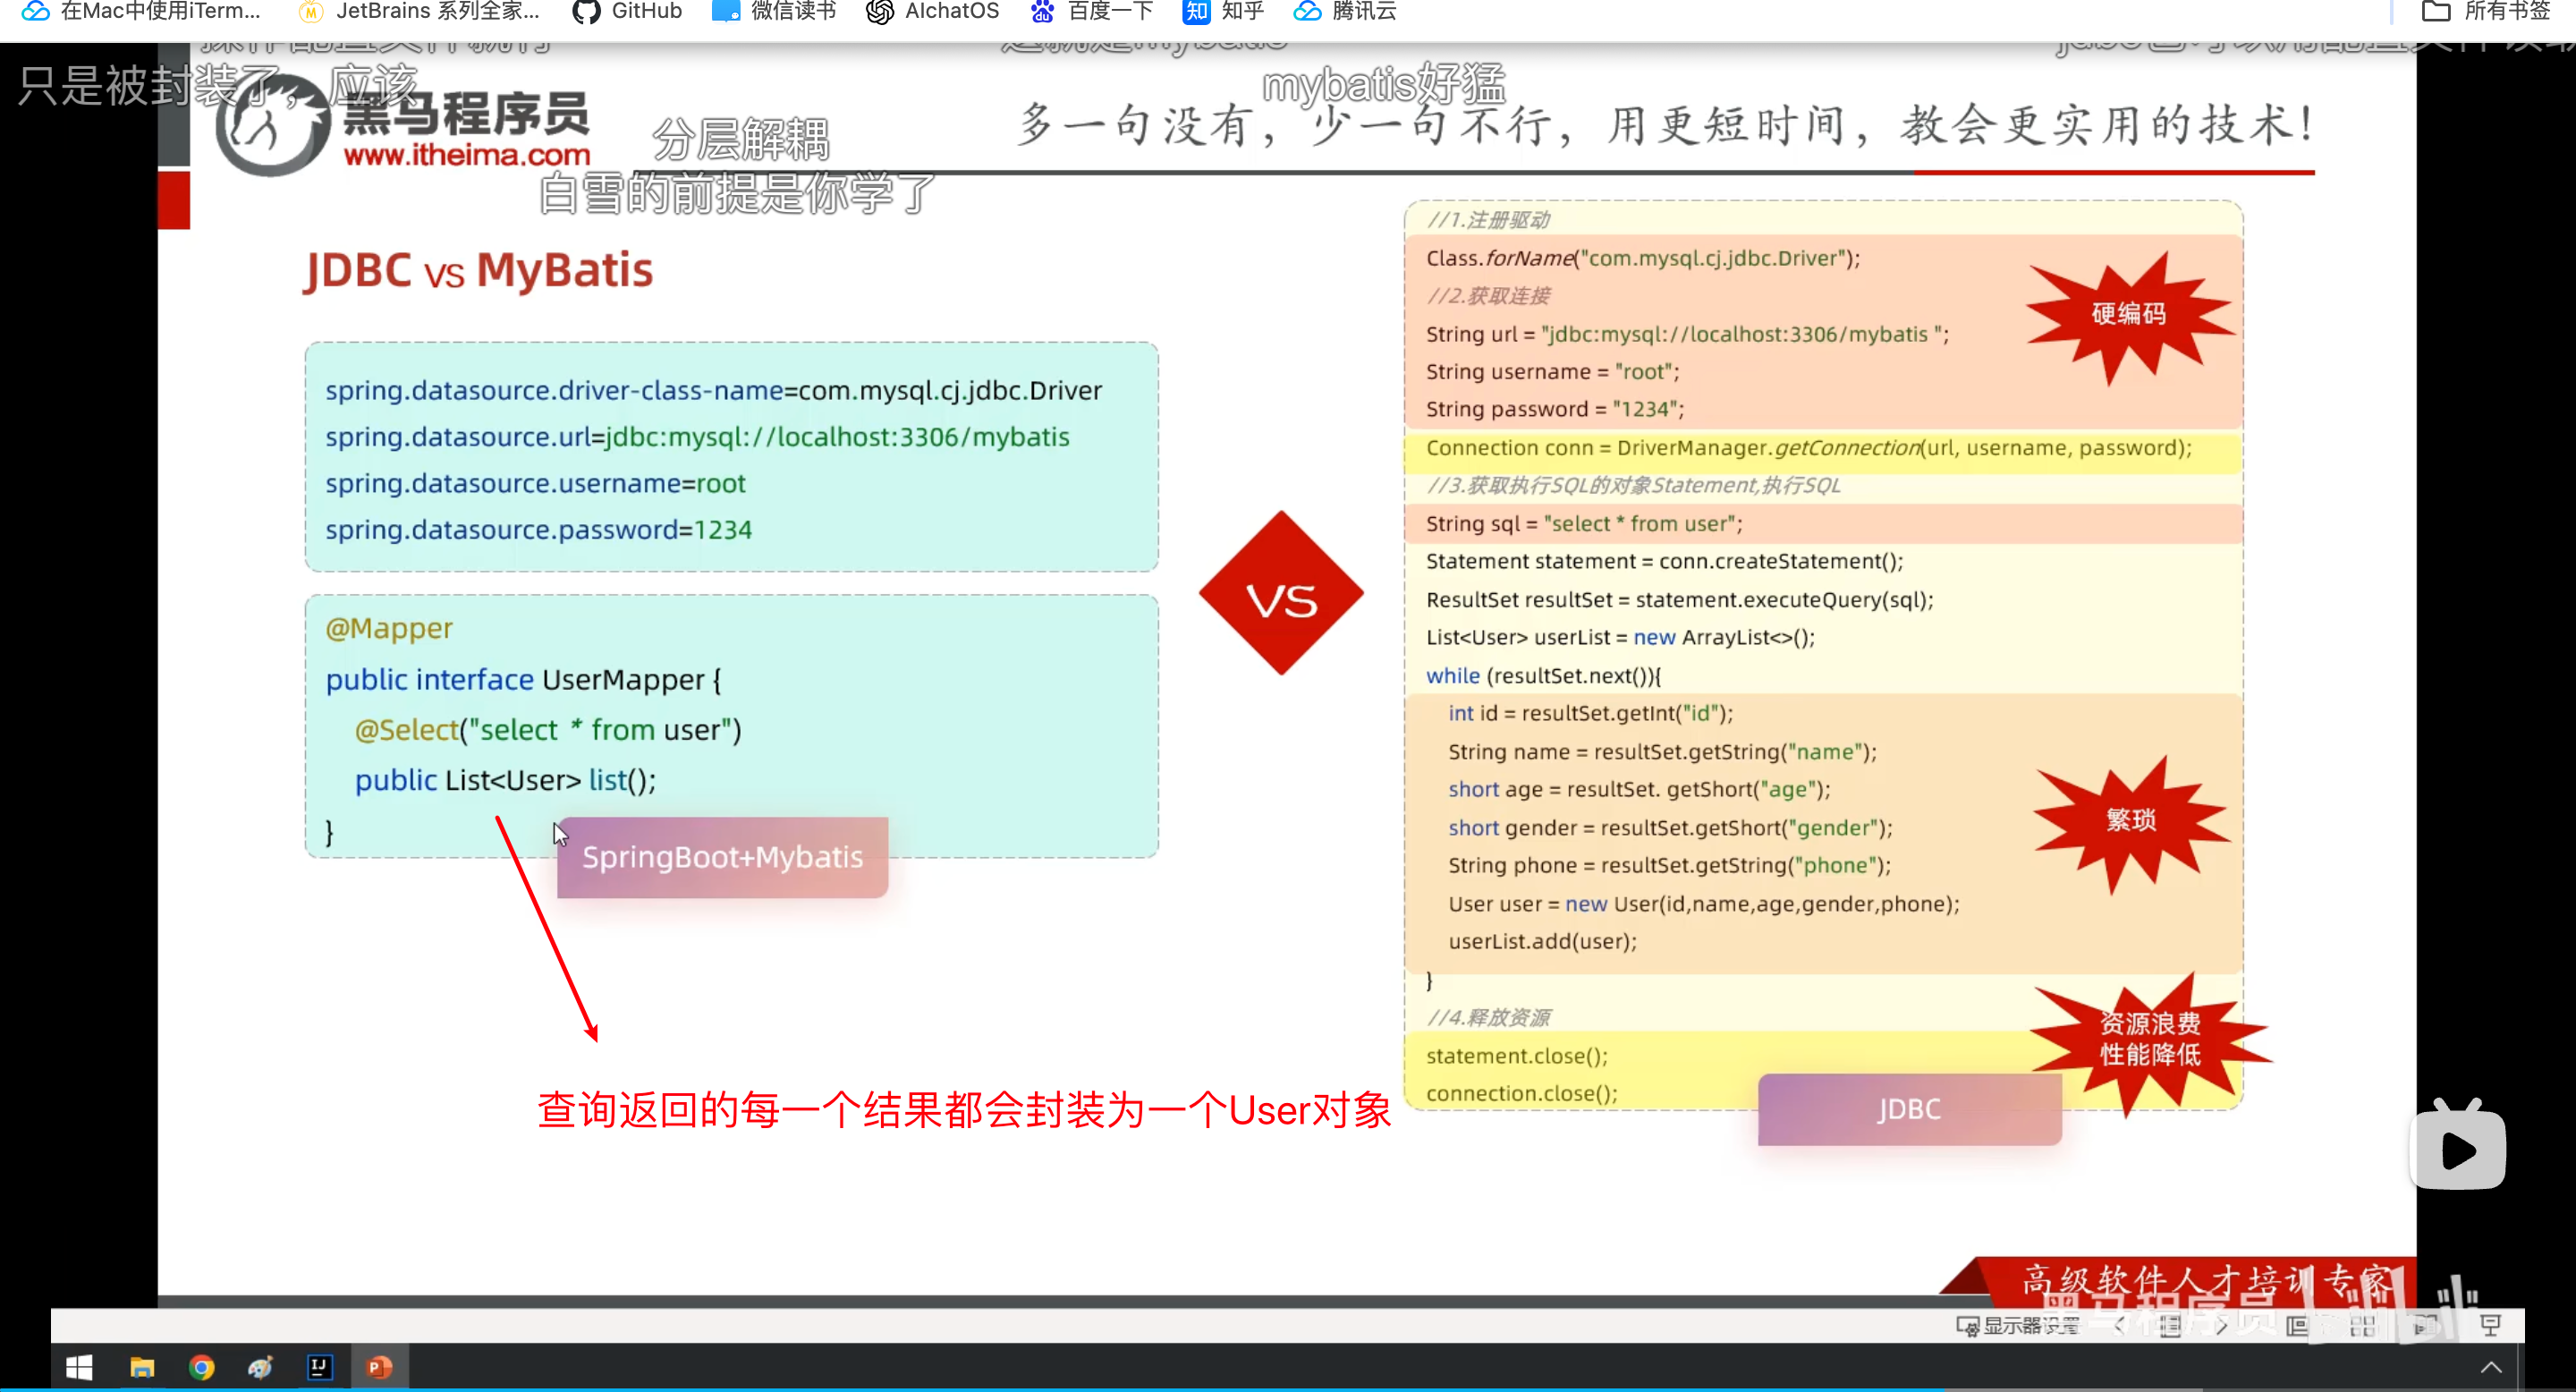 在Mac中使用iTerm...
JetBrains 系列全家...
GitHub
微信读书
AIchatOS
百度一下
知乎
腾讯云
所有书签
只是被封装了，应该
mybatis好猛
黑马程序员
www.itheima.com
分层解耦
白雪的前提是你学了
多一句没有，少一句不行，用更短时间，教会更实用的技术！
JDBC vs MyBatis
spring.datasource.driver-class-name=com.mysql.cj.jdbc.Driver
spring.datasource.url=jdbc:mysql://localhost:3306/mybatis
spring.datasource.username=root
spring.datasource.password=1234
@Mapper
public interface UserMapper {
@Select("select * from user")
public List<User> list();
}
SpringBoot+Mybatis
查询返回的每一个结果都会封装为一个User对象
VS
//1.注册驱动
Class.forName("com.mysql.cj.jdbc.Driver");
//2.获取连接
String url = "jdbc:mysql://localhost:3306/mybatis ";
String username = "root";
String password = "1234";
硬编码
Connection conn = DriverManager.getConnection(url, username, password);
//3.获取执行SQL的对象Statement,执行SQL
String sql = "select * from user";
Statement statement = conn.createStatement();
ResultSet resultSet = statement.executeQuery(sql);
List<User> userList = new ArrayList<>();
while (resultSet.next()){
int id = resultSet.getInt("id");
String name = resultSet.getString("name");
short age = resultSet. getShort("age");
short gender = resultSet.getShort("gender");
String phone = resultSet.getString("phone");
User user = new User(id,name,age,gender,phone);
userList.add(user);
}
繁琐
//4.释放资源
statement.close();
connection.close();
资源浪费
性能降低
JDBC
高级软件人才培训专家
黑马程序员
显示器设置